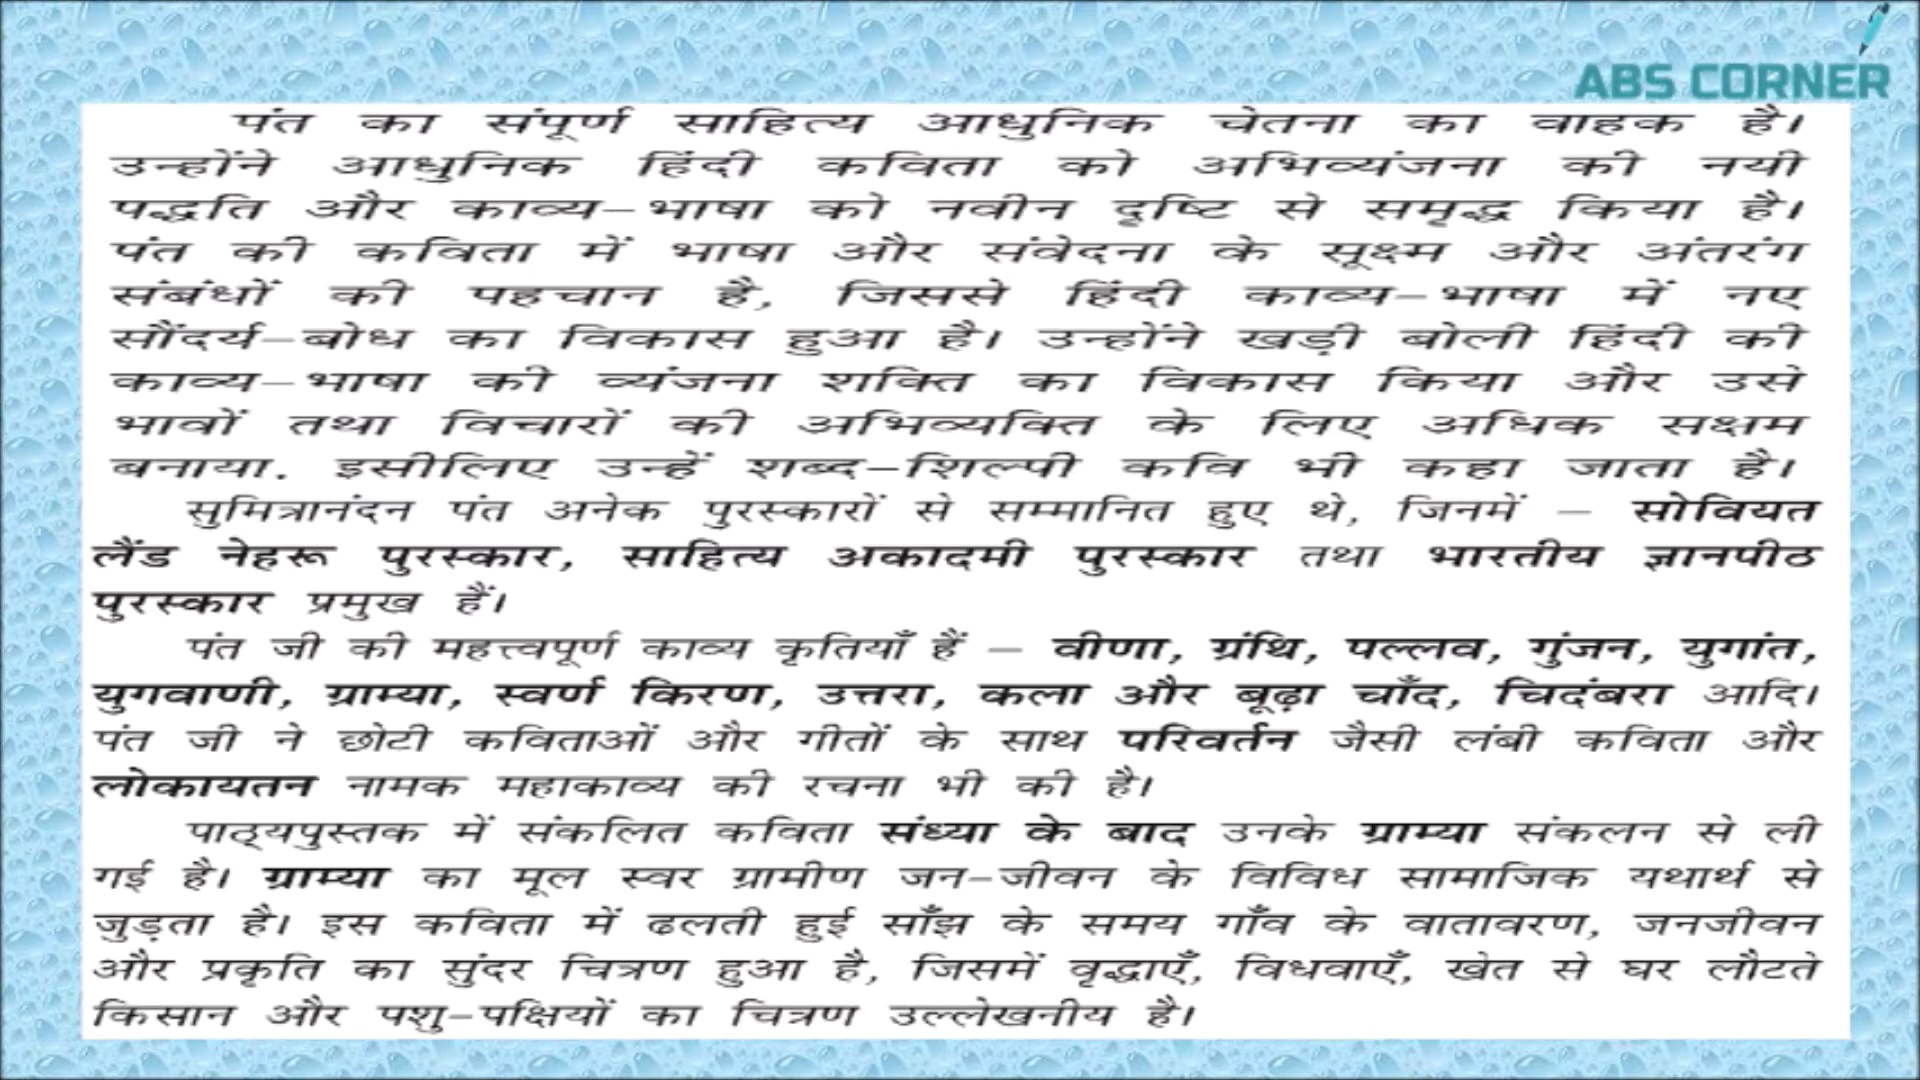 ABS CORNER
पंत का संपूर्ण साहित्य आधुनिक चेतना का वाहक है।
उन्होंने आधुनिक हिंदी कविता को अभिव्यंजना की नयी
पद्धति और काव्य–भाषा को नवीन दृष्टि से समृद्ध किया है।
पंत की कविता में भाषा और संवेदना के सूक्ष्म और अंतरंग
संबंधों की पहचान है, जिससे हिंदी काव्य–भाषा में नए
सौंदर्य–बोध का विकास हुआ है। उन्होंने खड़ी बोली हिंदी की
काव्य–भाषा की व्यंजना शक्ति का विकास किया और उसे
भावों तथा विचारों की अभिव्यक्ति के लिए अधिक सक्षम
बनाया. इसीलिए उन्हें शब्द–शिल्पी कवि भी कहा जाता है।
सुमित्रानंदन पंत अनेक पुरस्कारों से सम्मानित हुए थे, जिनमें – सोवियत
लैंड नेहरू पुरस्कार, साहित्य अकादमी पुरस्कार तथा भारतीय ज्ञानपीठ
पुरस्कार प्रमुख हैं।
पंत जी की महत्त्वपूर्ण काव्य कृतियाँ हैं – वीणा, ग्रंथि, पल्लव, गुंजन, युगांत,
युगवाणी, ग्राम्या, स्वर्ण किरण, उत्तरा, कला और बूढ़ा चाँद, चिदंबरा आदि।
पंत जी ने छोटी कविताओं और गीतों के साथ परिवर्तन जैसी लंबी कविता और
लोकायतन नामक महाकाव्य की रचना भी की है।
पाठ्यपुस्तक में संकलित कविता संध्या के बाद उनके ग्राम्या संकलन से ली
गई है। ग्राम्या का मूल स्वर ग्रामीण जन–जीवन के विविध सामाजिक यथार्थ से
जुड़ता है। इस कविता में ढलती हुई साँझ के समय गाँव के वातावरण, जनजीवन
और प्रकृति का सुंदर चित्रण हुआ है, जिसमें वृद्धाएँ, विधवाएँ, खेत से घर लौटते
किसान और पशु–पक्षियों का चित्रण उल्लेखनीय है।